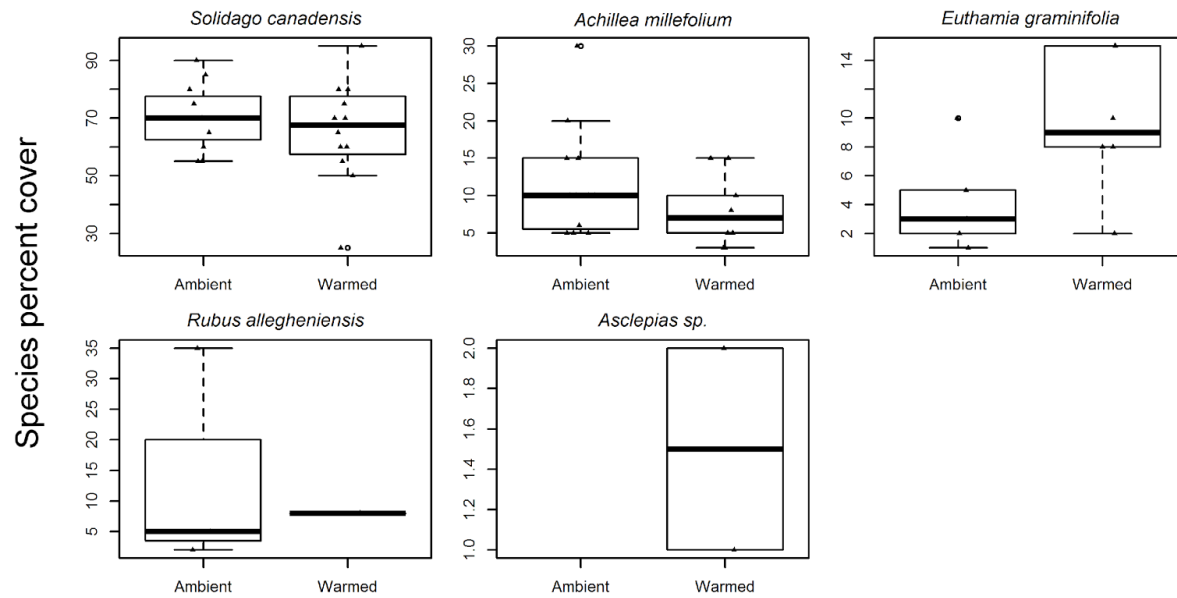 Solidago canadensis
Achillea millefolium
Euthamia graminifolia
Species percent cover
90
70
50
30
Ambient
Warmed
30
25
20
15
10
5
Ambient
Warmed
14
10
8
6
4
2
Ambient
Warmed
Rubus allegheniensis
Asclepias sp.
35
25
20
15
10
5
Ambient
Warmed
2.0
1.8
1.6
1.4
1.2
1.0
Ambient
Warmed